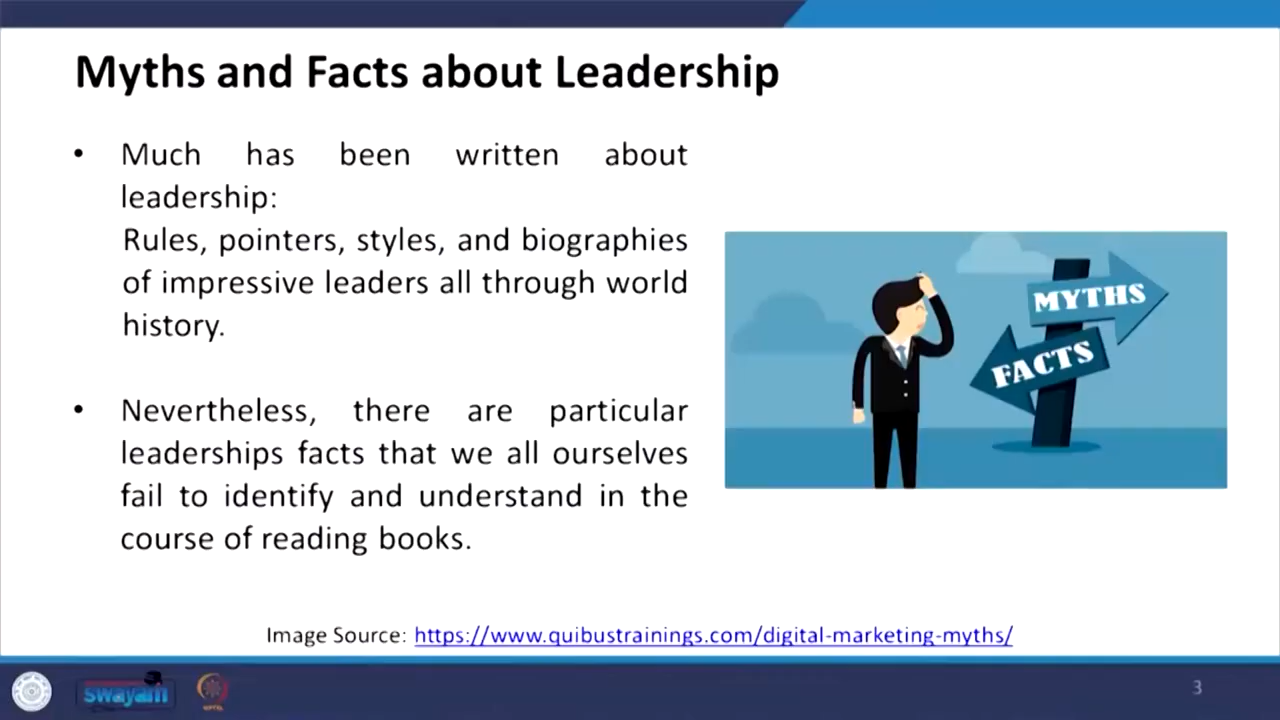 Myths and Facts about Leadership
• Much has been written about
leadership:
Rules, pointers, styles, and biographies
of impressive leaders all through world
history.
• Nevertheless, there are particular
leaderships facts that we all ourselves
fail to identify and understand in the
course of reading books.
MYTHS
FACTS
Image Source: https://www.quibustrainings.com/digital-marketing-myths/
swayam
3